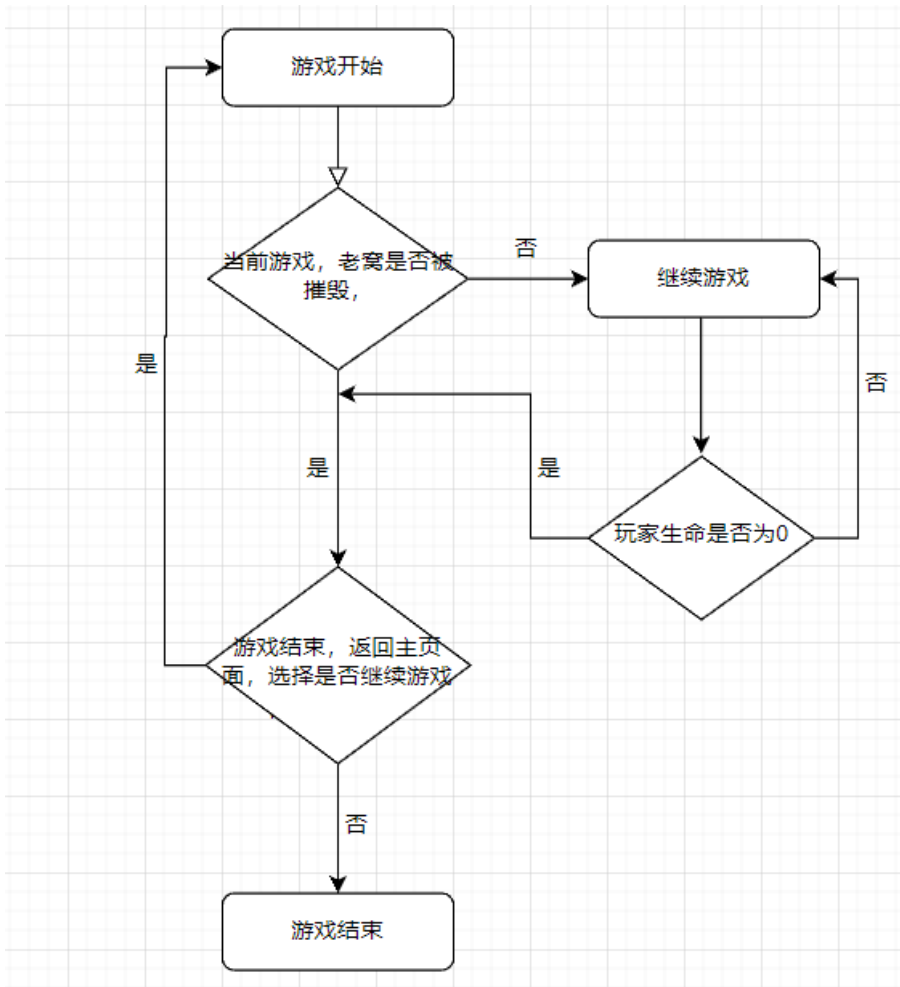 游戏开始
当前游戏，老窝是否被
摧毁，
否
继续游戏
是
否
是
是
玩家生命是否为0
游戏结束，返回主页
面，选择是否继续游戏
，
否
游戏结束